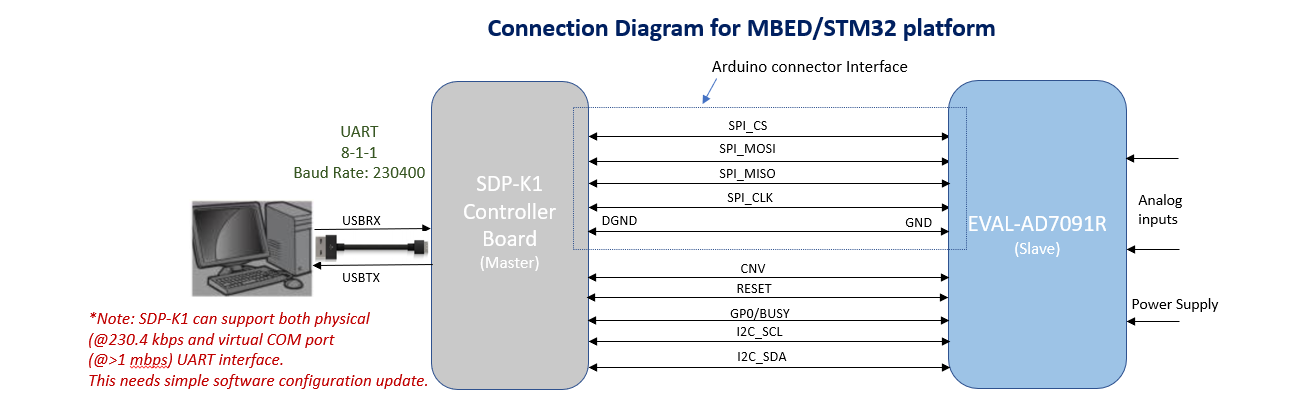 Connection Diagram for MBED/STM32 platform
Arduino connector Interface
UART
8-1-1
Baud Rate: 230400
USBRX
USBTX
SDP-K1
Controller
Board
(Master)
SPI_CS
SPI_MOSI
SPI_MISO
SPI_CLK
DGND
GND
CNV
RESET
GP0/BUSY
I2C_SCL
I2C_SDA
EVAL-AD7091R
(Slave)
Analog
inputs
Power Supply
*Note: SDP-K1 can support both physical
(@230.4 kbps and virtual COM port
(@>1 mbps) UART interface.
This needs simple software configuration update.